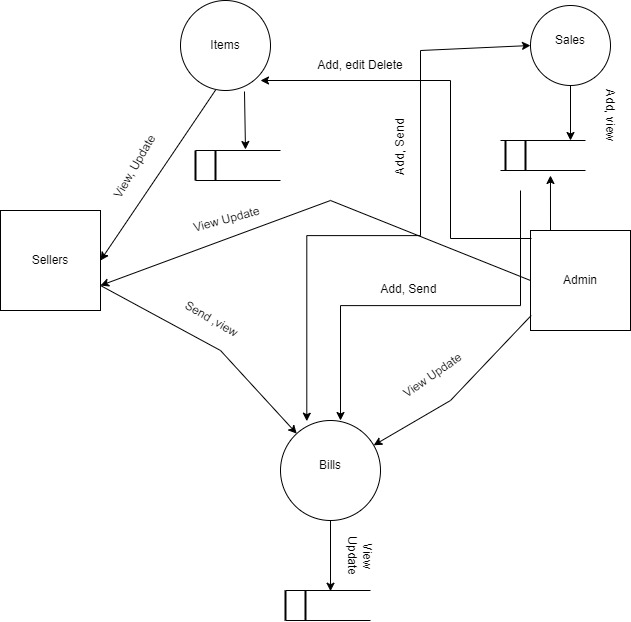 Items
Sales
Add, edit Delete
Add, view
Add, Send
View, Update
View Update
Sellers
Admin
Add, Send
Send ,view
View Update
Bills
View
Update